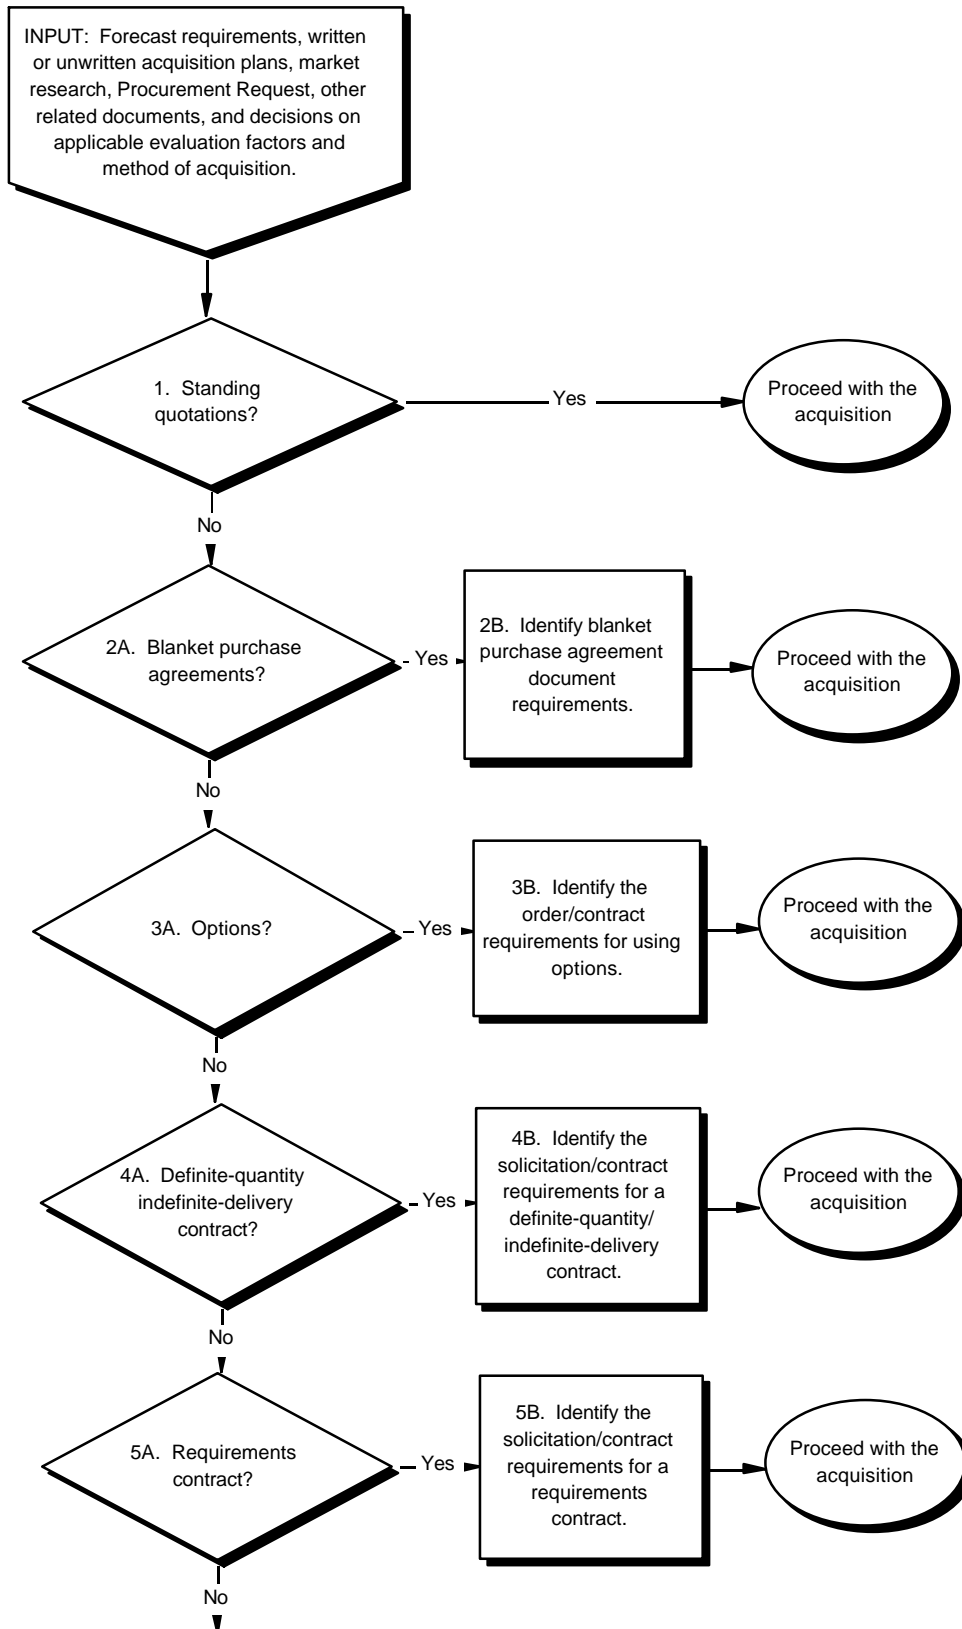 INPUT:  Forecast requirements, written
or unwritten acquisition plans, market
research, Procurement Request, other
related documents, and decisions on
applicable evaluation factors and
method of acquisition.
1.  Standing
quotations?
Yes
Proceed with the
acquisition
No
2A.  Blanket purchase
agreements?
Yes
2B.  Identify blanket
purchase agreement
document
requirements.
Proceed with the
acquisition
No
3A.  Options?
Yes
3B.  Identify the
order/contract
requirements for using
options.
Proceed with the
acquisition
No
4A.  Definite-quantity
indefinite-delivery
contract?
Yes
4B.  Identify the
solicitation/contract
requirements for a
definite-quantity/
indefinite-delivery
contract.
Proceed with the
acquisition
No
5A.  Requirements
contract?
Yes
5B.  Identify the
solicitation/contract
requirements for a
requirements
contract.
Proceed with the
acquisition
No